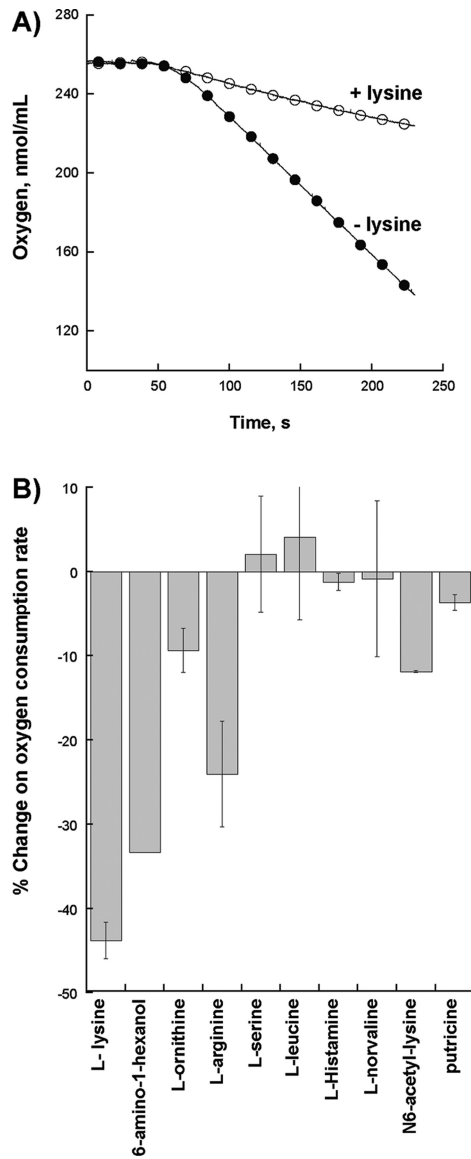 A)
280
240
200
160
120
Oxygen, nmol/mL
+ lysine
- lysine
0
50
100
150
200
250
Time, s
B)
10
0
-10
-20
-30
-40
-50
% Change on oxygen consumption rate
L- lysine
6-amino-1-hexanol
L-ornithine
L-arginine
L-serine
L-leucine
L-Histamine
L-norvaline
N6-acetyl-lysine
putricine